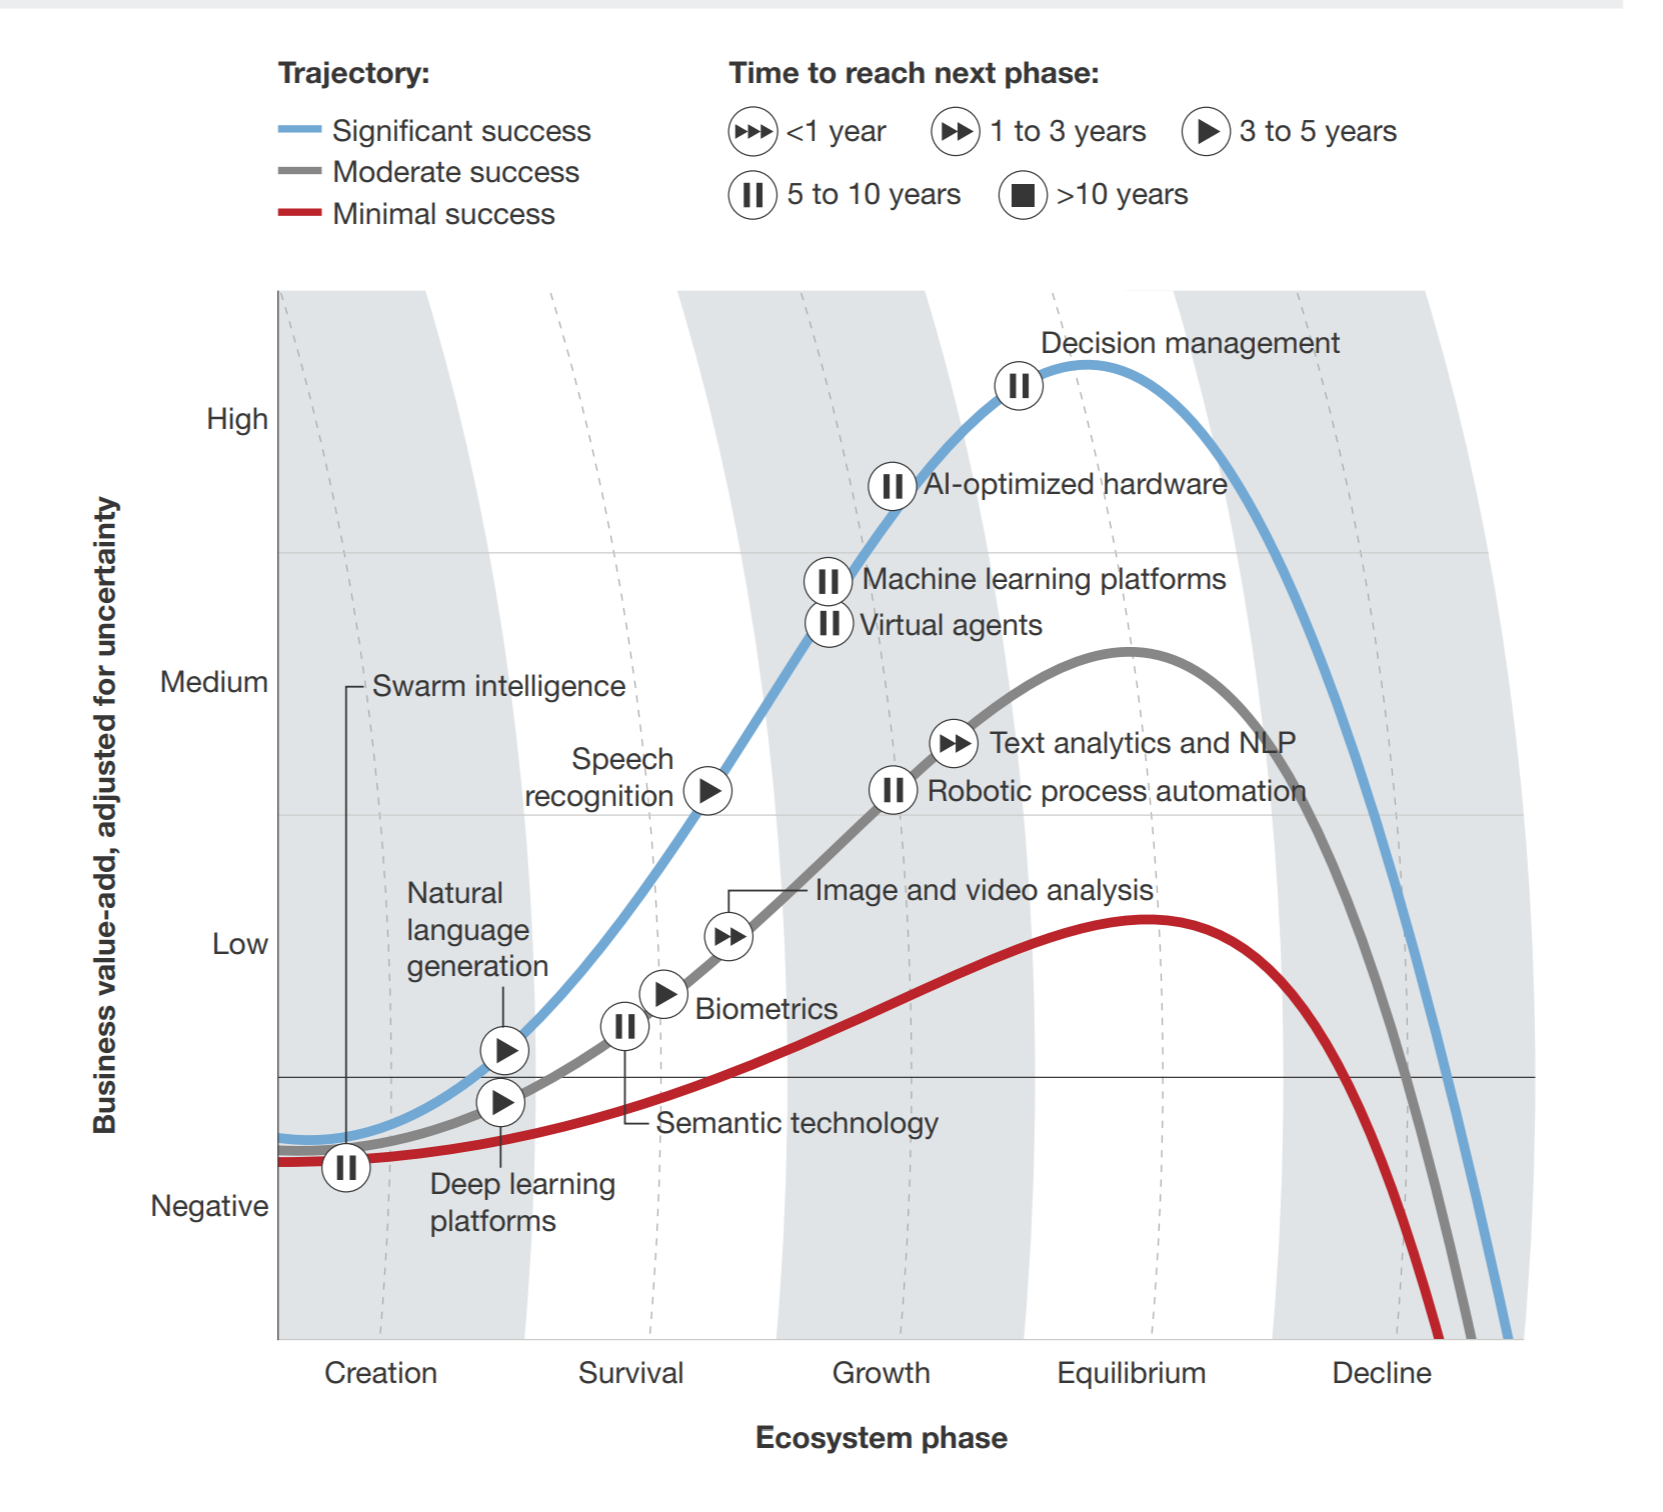 Trajectory:
Significant success
Moderate success
Minimal success
Time to reach next phase:
<1 year
1 to 3 years
3 to 5 years
5 to 10 years
>10 years
Business value-add, adjusted for uncertainty
High
Medium
Low
Negative
Decision management
AI-optimized hardware
Machine learning platforms
Virtual agents
Swarm intelligence
Speech
recognition
Text analytics and NLP
Robotic process automation
Natural
language
generation
Image and video analysis
Biometrics
Semantic technology
Deep learning
platforms
Creation
Survival
Growth
Equilibrium
Decline
Ecosystem phase